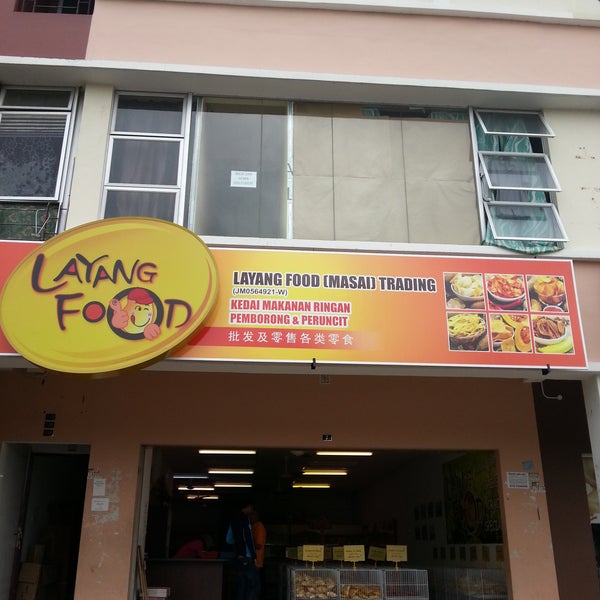 LAYANG FOOD
LAYANG FOOD (MASAI) TRADING
(JM0564921-W)
KEDAI MAKANAN RINGAN
PEMBORONG & PERUNCIT
批发及零售各类零食